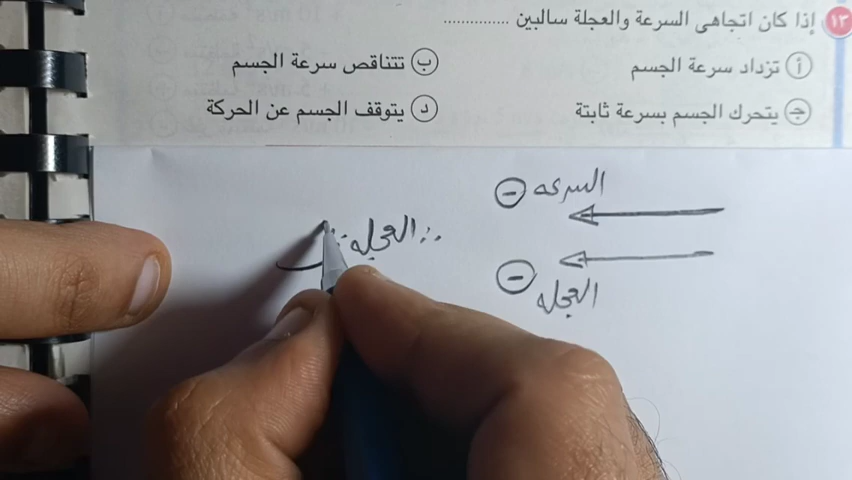 ١٣ إذا كان اتجاهى السرعة والعجلة سالبين ...............
أ تزداد سرعة الجسم
ب تتناقص سرعة الجسم
ج يتحرك الجسم بسرعة ثابتة
د يتوقف الجسم عن الحركة
السرعه
العجله
∴ العجله